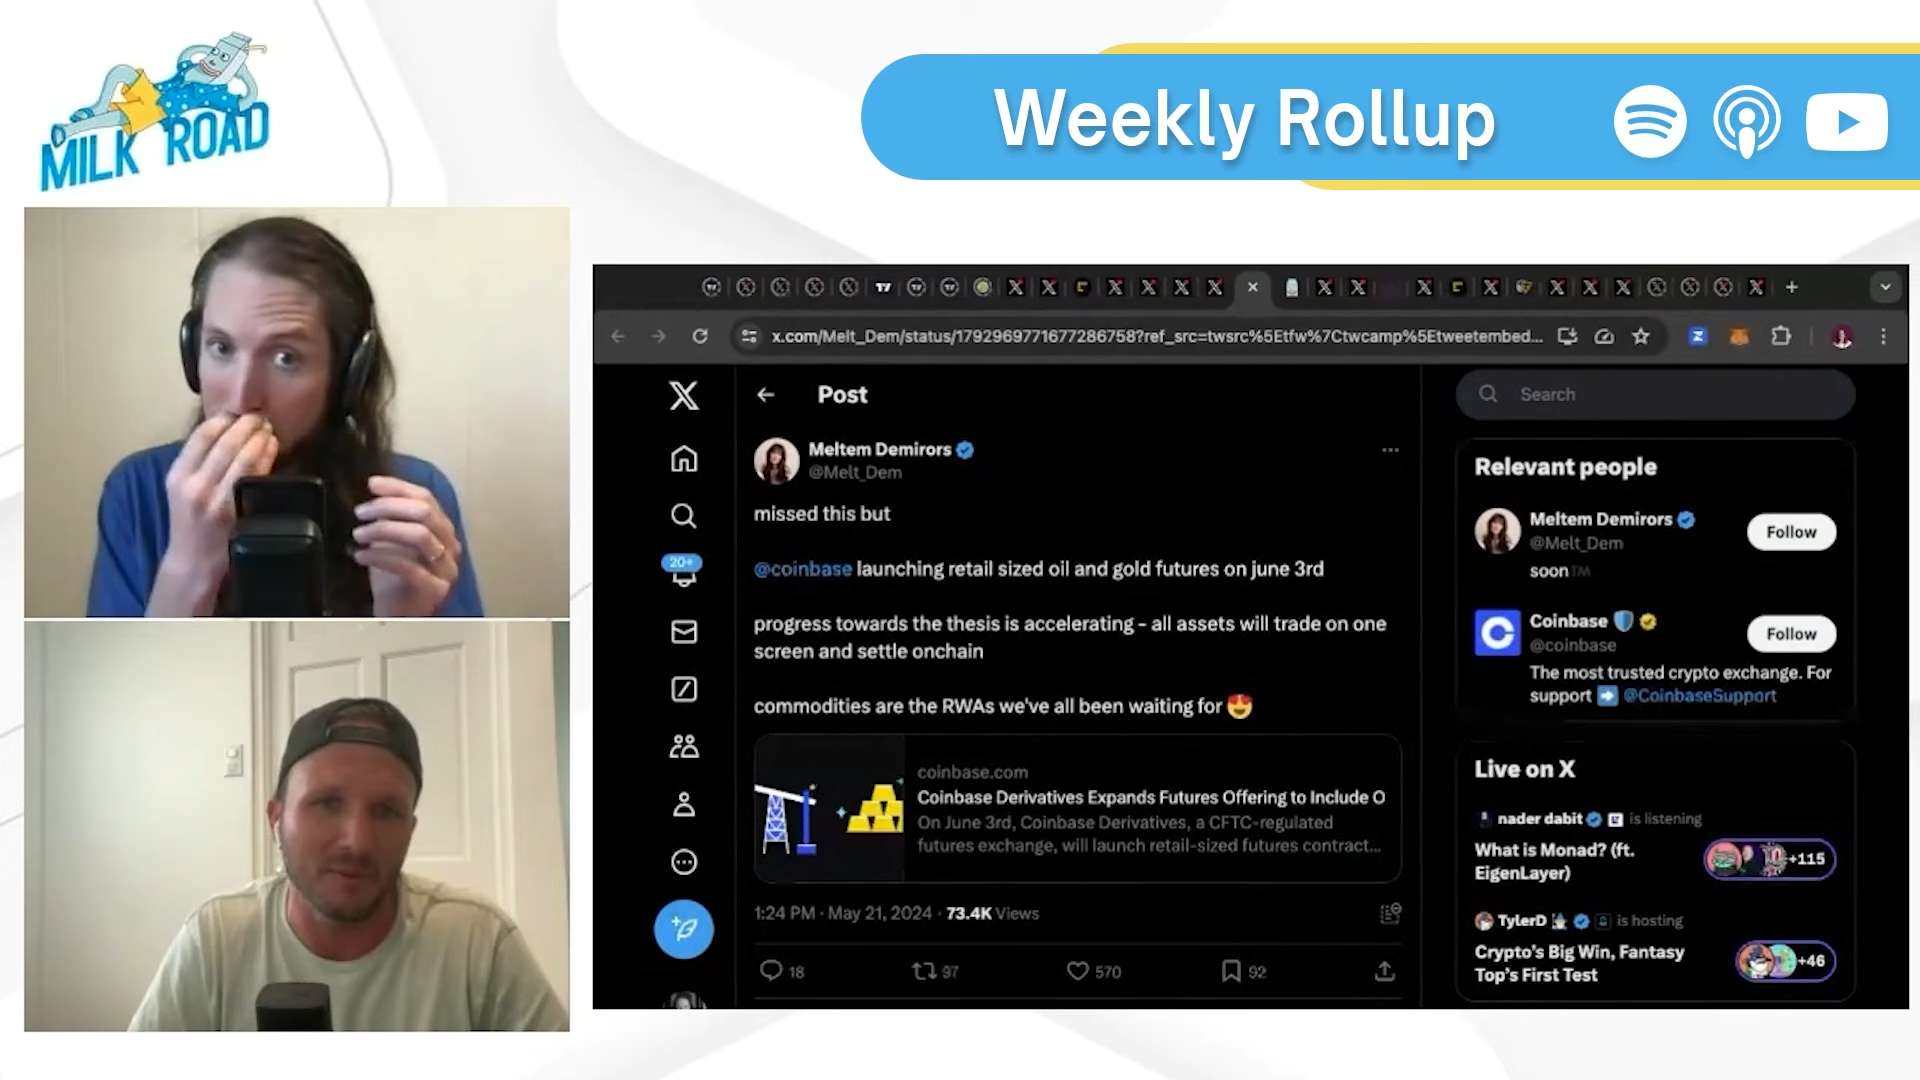 MILK ROAD
Weekly Rollup
x.com/Melt_Dem/status/1792969771677286758?ref_src=twsrc%5Etfw%7Ctwcamp%5Etweetembed...
Post
Meltem Demirors
@Melt_Dem
missed this but
@coinbase launching retail sized oil and gold futures on june 3rd
progress towards the thesis is accelerating - all assets will trade on one
screen and settle onchain
commodities are the RWAs we've all been waiting for 😍
coinbase.com
Coinbase Derivatives Expands Futures Offering to Include O
On June 3rd, Coinbase Derivatives, a CFTC-regulated
futures exchange, will launch retail-sized futures contract...
1:24 PM · May 21, 2024 · 73.4K Views
18 97 570 92
20+
Search
Relevant people
Meltem Demirors
@Melt_Dem
Follow
soon™
Coinbase
@coinbase
Follow
The most trusted crypto exchange. For
support ➡️ @CoinbaseSupport
Live on X
nader dabit is listening
What is Monad? (ft.
EigenLayer)
+115
TylerD is hosting
Crypto's Big Win, Fantasy
Top's First Test
+46